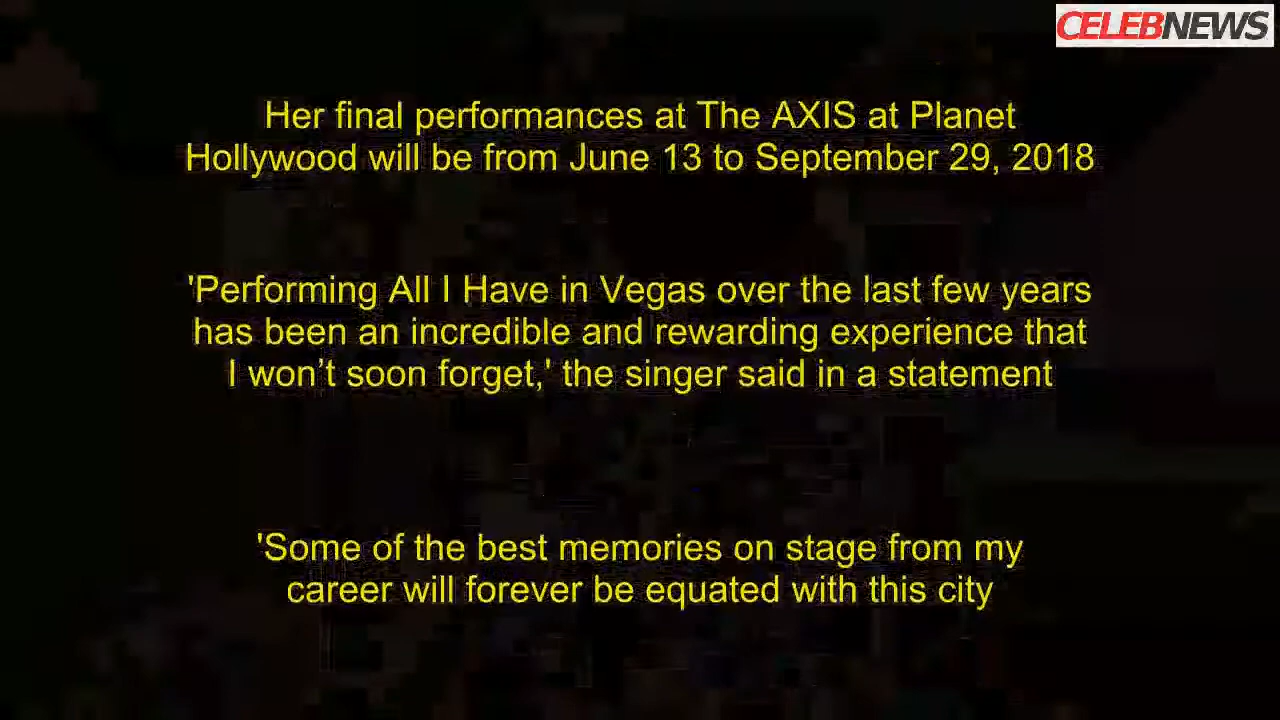 CELEBNEWS
Her final performances at The AXIS at Planet
Hollywood will be from June 13 to September 29, 2018
'Performing All I Have in Vegas over the last few years
has been an incredible and rewarding experience that
I won’t soon forget,' the singer said in a statement
'Some of the best memories on stage from my
career will forever be equated with this city